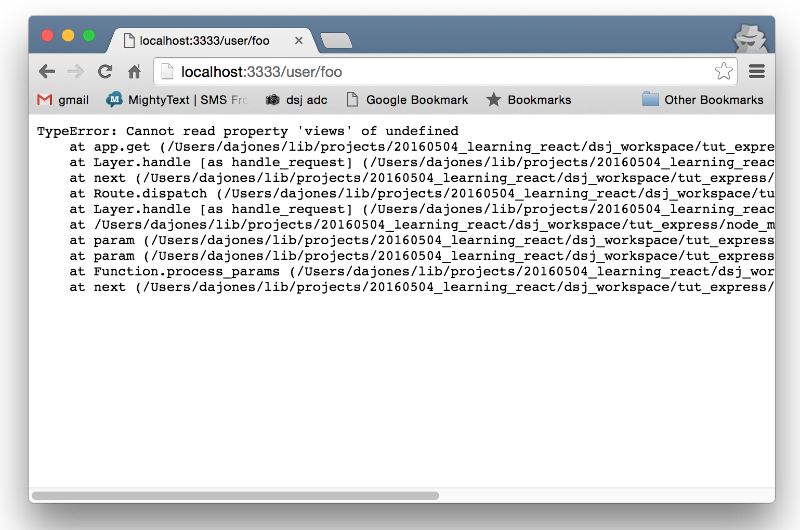 localhost:3333/user/foo
localhost:3333/user/foo
gmail MightyText | SMS Fro dsj adc Google Bookmark Bookmarks Other Bookmarks
TypeError: Cannot read property 'views' of undefined
at app.get (/Users/dajones/lib/projects/20160504_learning_react/dsj_workspace/tut_expre
at Layer.handle [as handle_request] (/Users/dajones/lib/projects/20160504_learning_reac
at next (/Users/dajones/lib/projects/20160504_learning_react/dsj_workspace/tut_express/
at Route.dispatch (/Users/dajones/lib/projects/20160504_learning_react/dsj_workspace/tu
at Layer.handle [as handle_request] (/Users/dajones/lib/projects/20160504_learning_reac
at /Users/dajones/lib/projects/20160504_learning_react/dsj_workspace/tut_express/node_m
at param (/Users/dajones/lib/projects/20160504_learning_react/dsj_workspace/tut_express
at param (/Users/dajones/lib/projects/20160504_learning_react/dsj_workspace/tut_express
at Function.process_params (/Users/dajones/lib/projects/20160504_learning_react/dsj_wor
at next (/Users/dajones/lib/projects/20160504_learning_react/dsj_workspace/tut_express/